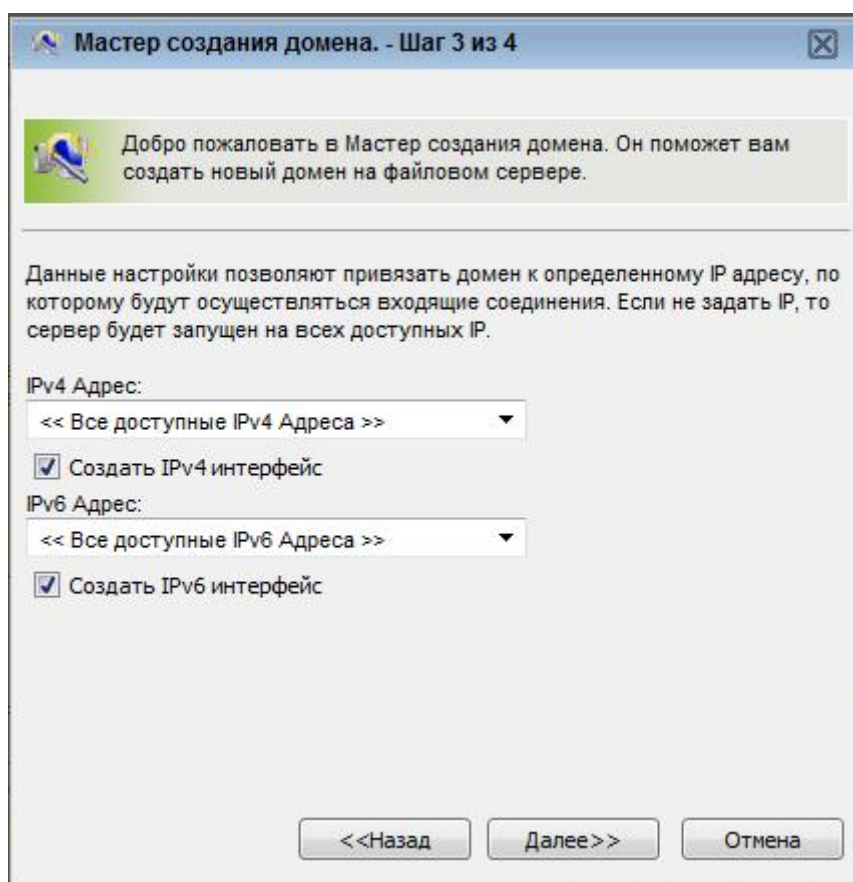 Мастер создания домена. - Шаг 3 из 4
Добро пожаловать в Мастер создания домена. Он поможет вам
создать новый домен на файловом сервере.
Данные настройки позволяют привязать домен к определенному IP адресу, по
которому будут осуществляться входящие соединения. Если не задать IP, то
сервер будет запущен на всех доступных IP.
IPv4 Адрес:
<< Все доступные IPv4 Адреса >>
Создать IPv4 интерфейс
IPv6 Адрес:
<< Все доступные IPv6 Адреса >>
Создать IPv6 интерфейс
<<Назад Далее>> Отмена